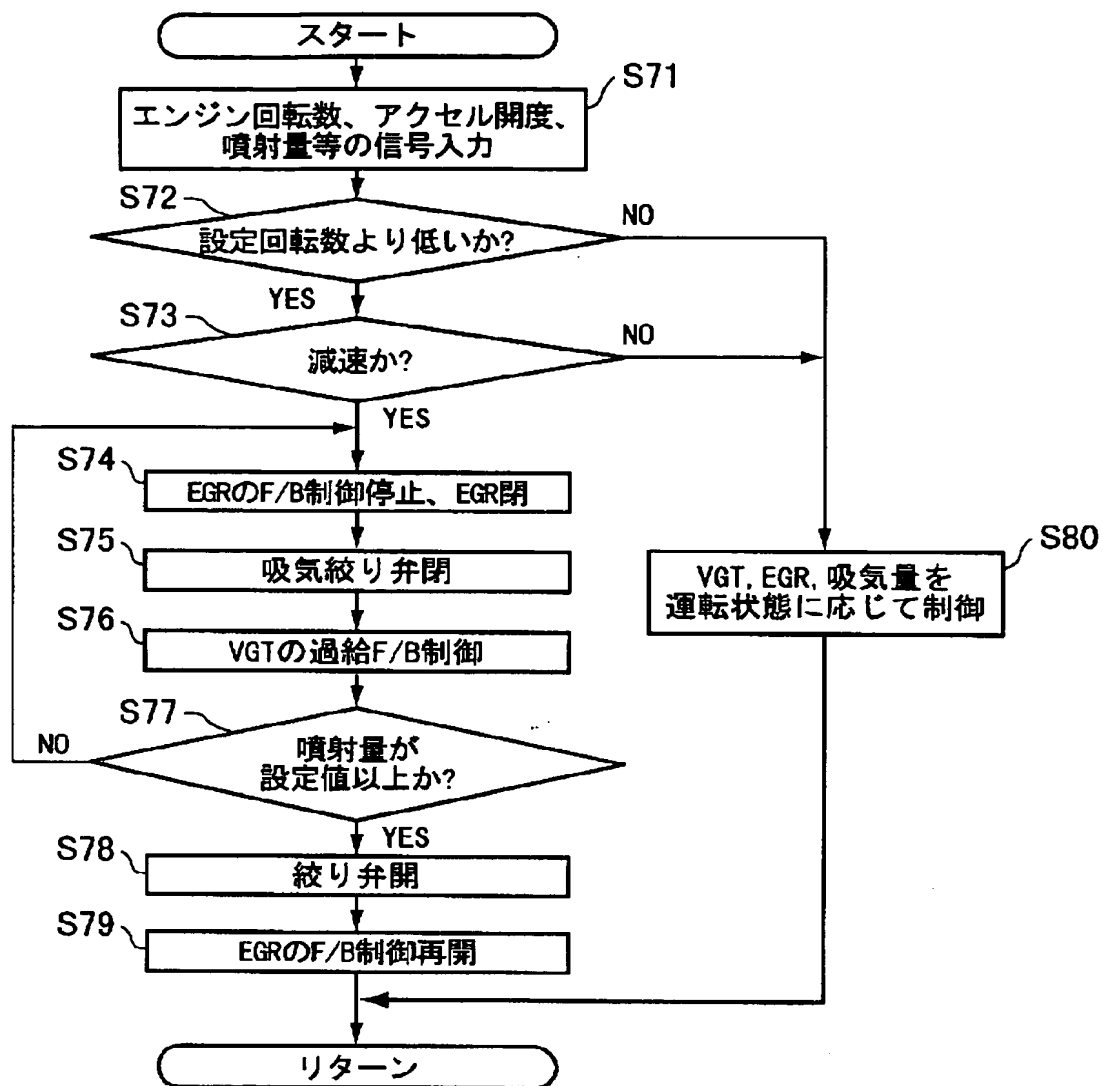 スタート
S71
エンジン回転数、アクセル開度、
噴射量等の信号入力
S72
設定回転数より低いか?
NO
YES
S73
減速か?
NO
YES
S74
EGRのF/B制御停止、EGR閉
S75
吸気絞り弁閉
S76
VGTの過給F/B制御
S80
VGT,EGR,吸気量を
運転状態に応じて制御
S77
噴射量が
設定値以上か?
NO
YES
S78
絞り弁開
S79
EGRのF/B制御再開
リターン